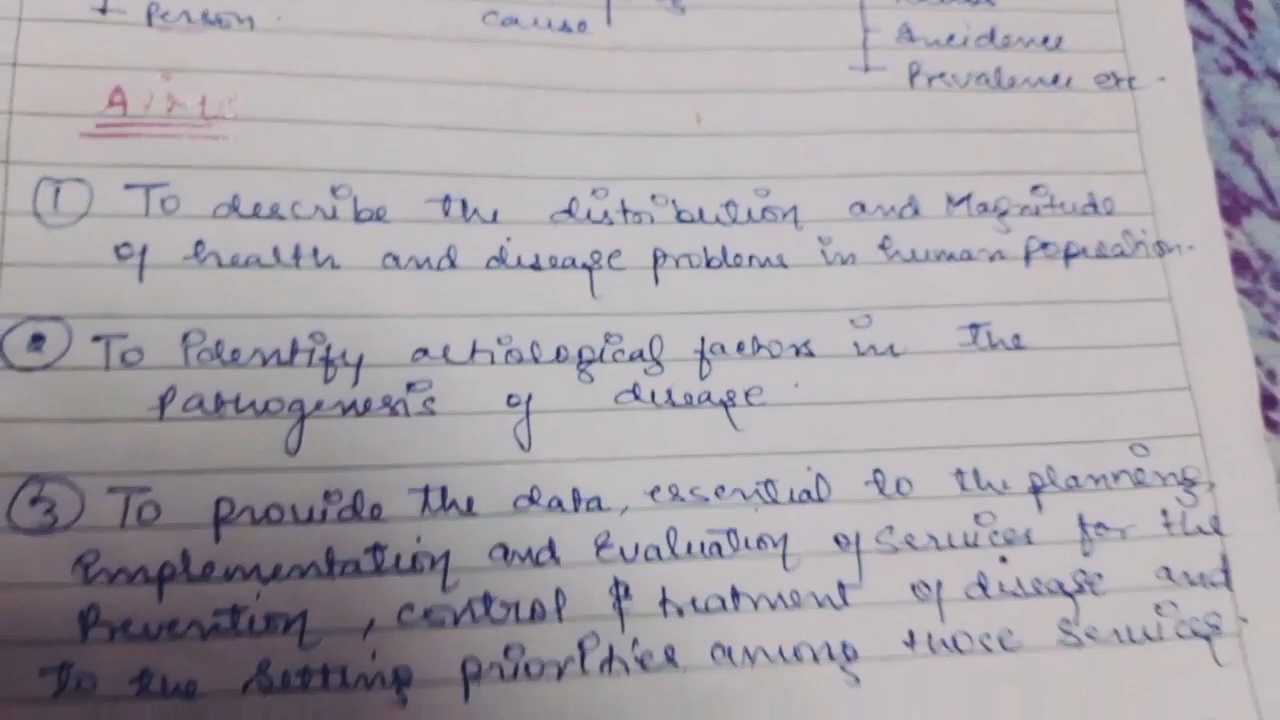 Person
cause
Incidence
Prevalence etc.
Aims
① To describe the distribution and Magnitude
of health and disease problems in human population.
② To identify aetiological factors in the
pathogenesis of disease.
③ To provide the data, essential to the planning,
implementation and Evaluation of services for the
Prevention, control & treatment of disease and
to the setting priorities among those services.